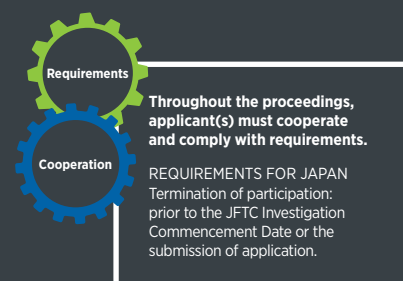 Requirements
Throughout the proceedings,
applicant(s) must cooperate
and comply with requirements.
Cooperation
REQUIREMENTS FOR JAPAN
Termination of participation:
prior to the JFTC Investigation
Commencement Date or the
submission of application.